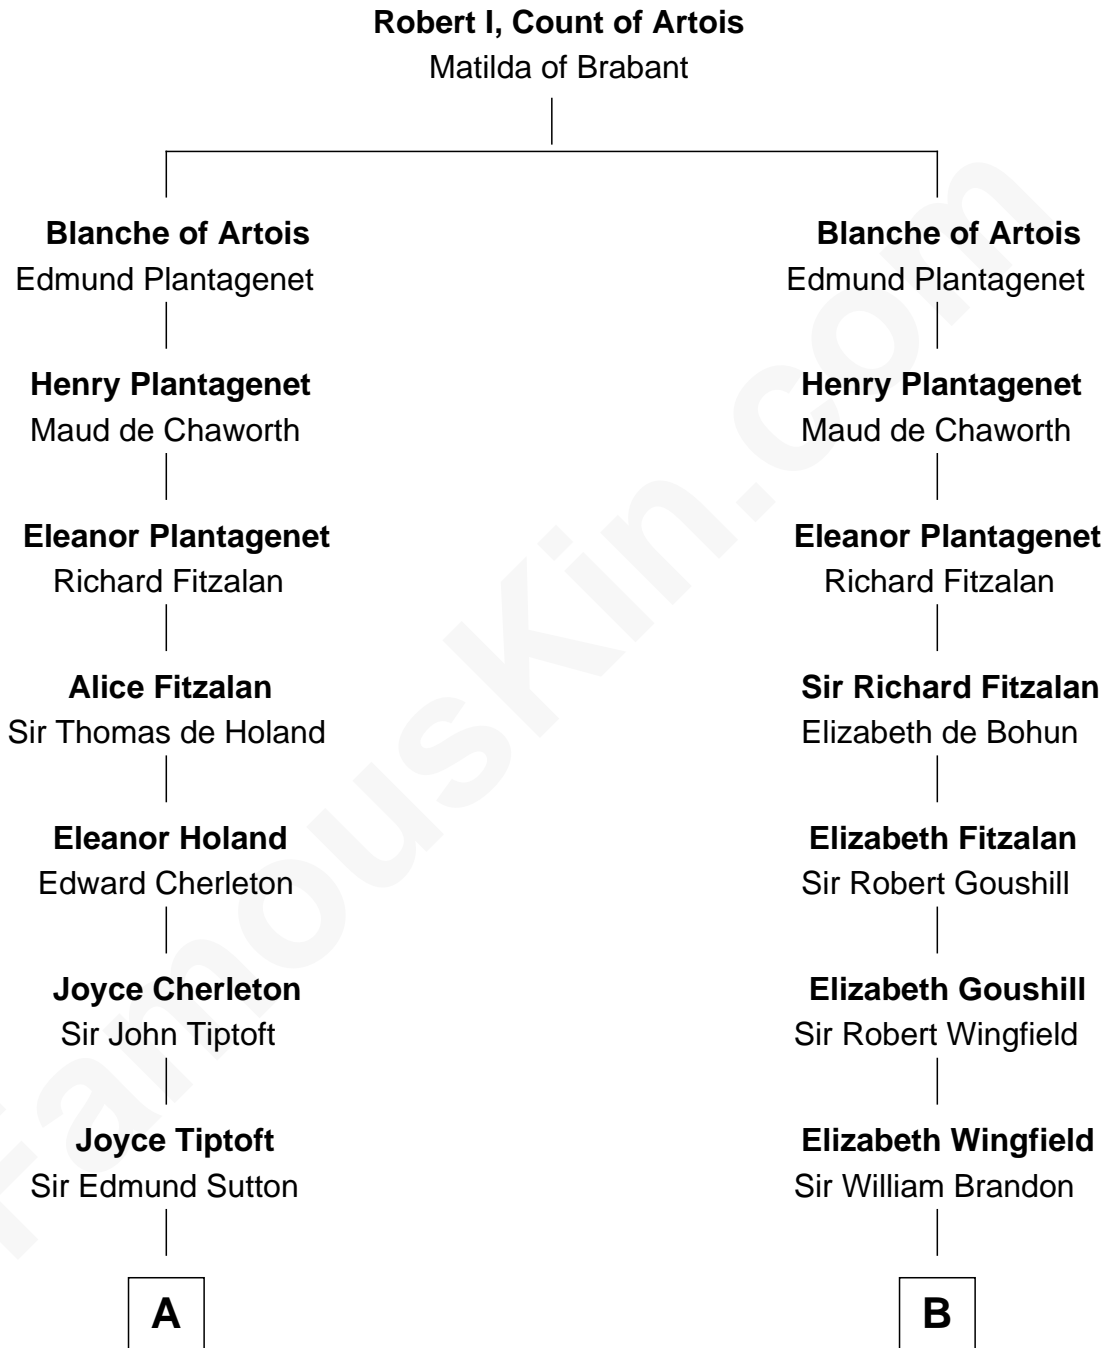 Robert I, Count of Artois
Matilda of Brabant
Blanche of Artois
Edmund Plantagenet
Henry Plantagenet
Maud de Chaworth
Eleanor Plantagenet
Richard Fitzalan
Alice Fitzalan
Sir Thomas de Holand
Eleanor Holand
Edward Cherleton
Joyce Cherleton
Sir John Tiptoft
Joyce Tiptoft
Sir Edmund Sutton
A
Blanche of Artois
Edmund Plantagenet
Henry Plantagenet
Maud de Chaworth
Eleanor Plantagenet
Richard Fitzalan
Sir Richard Fitzalan
Elizabeth de Bohun
Elizabeth Fitzalan
Sir Robert Goushill
Elizabeth Goushill
Sir Robert Wingfield
Elizabeth Wingfield
Sir William Brandon
B
FamousKin.com